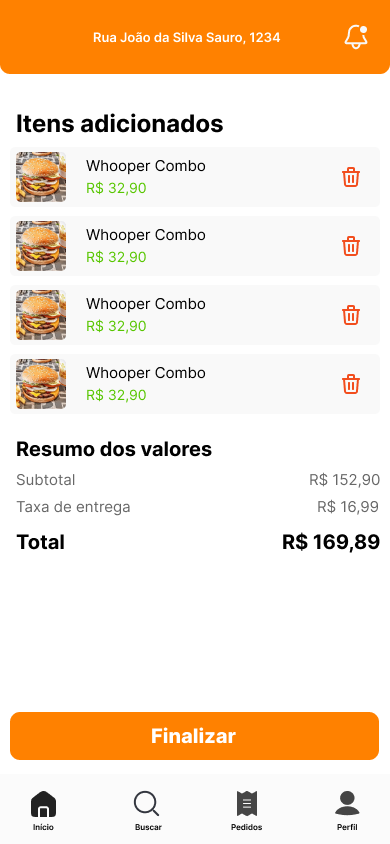 Rua João da Silva Sauro, 1234
Itens adicionados
Whooper Combo
R$ 32,90
Whooper Combo
R$ 32,90
Whooper Combo
R$ 32,90
Whooper Combo
R$ 32,90
Resumo dos valores
Subtotal R$ 152,90
Taxa de entrega R$ 16,99
Total R$ 169,89
Finalizar
Início Buscar Pedidos Perfil